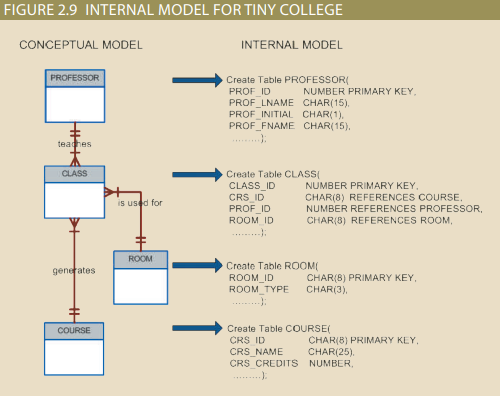 FIGURE 2.9 INTERNAL MODEL FOR TINY COLLEGE
CONCEPTUAL MODEL
INTERNAL MODEL
PROFESSOR
teaches
CLASS
is used for
ROOM
generates
COURSE
Create Table PROFESSOR(
PROF_ID NUMBER PRIMARY KEY,
PROF_LNAME CHAR(15),
PROF_INITIAL CHAR(1),
PROF_FNAME CHAR(15),
.........);
Create Table CLASS(
CLASS_ID NUMBER PRIMARY KEY,
CRS_ID CHAR(8) REFERENCES COURSE,
PROF_ID NUMBER REFERENCES PROFESSOR,
ROOM_ID CHAR(8) REFERENCES ROOM,
.........);
Create Table ROOM(
ROOM_ID CHAR(8) PRIMARY KEY,
ROOM_TYPE CHAR(3),
.........);
Create Table COURSE(
CRS_ID CHAR(8) PRIMARY KEY,
CRS_NAME CHAR(25),
CRS_CREDITS NUMBER,
.........);